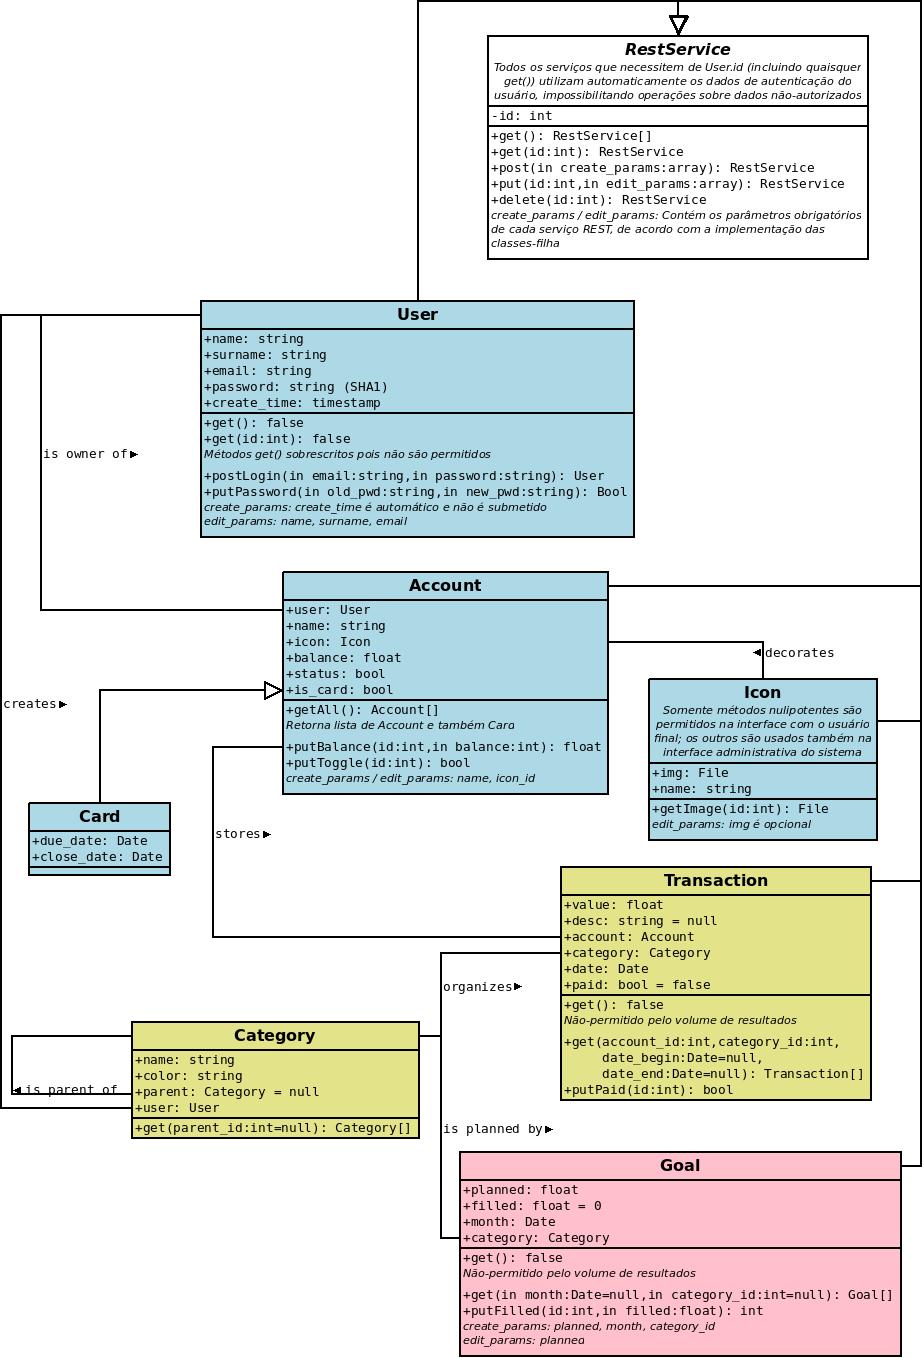 RestService
Todos os serviços que necessitem de User.id (incluindo quaisquer
get()) utilizam automaticamente os dados de autenticação do
usuário, impossibilitando operações sobre dados não-autorizados
-id: int
+get(): RestService[]
+get(id:int): RestService
+post(in create_params:array): RestService
+put(id:int,in edit_params:array): RestService
+delete(id:int): RestService
create_params / edit_params: Contém os parâmetros obrigatórios
de cada serviço REST, de acordo com a implementação das
classes-filha
User
+name: string
+surname: string
+email: string
+password: string (SHA1)
+create_time: timestamp
+get(): false
+get(id:int): false
Métodos get() sobrescritos pois não são permitidos
+postLogin(in email:string,in password:string): User
+putPassword(in old_pwd:string,in new_pwd:string): Bool
create_params: create_time é automático e não é submetido
edit_params: name, surname, email
is owner of
Account
+user: User
+name: string
+icon: Icon
+balance: float
+status: bool
+is_card: bool
+getAll(): Account[]
Retorna lista de Account e também Card
+putBalance(id:int,in balance:int): float
+putToggle(id:int): bool
create_params / edit_params: name, icon_id
decorates
Icon
Somente métodos nulipotentes são
permitidos na interface com o usuário
final; os outros são usados também na
interface administrativa do sistema
+img: File
+name: string
+getImage(id:int): File
edit_params: img é opcional
creates
Card
+due_date: Date
+close_date: Date
stores
Transaction
+value: float
+desc: string = null
+account: Account
+category: Category
+date: Date
+paid: bool = false
+get(): false
Não-permitido pelo volume de resultados
+get(account_id:int,category_id:int,
date_begin:Date=null,
date_end:Date=null): Transaction[]
+putPaid(id:int): bool
organizes
Category
+name: string
+color: string
+parent: Category = null
+user: User
+get(parent_id:int=null): Category[]
is parent of
is planned by
Goal
+planned: float
+filled: float = 0
+month: Date
+category: Category
+get(): false
Não-permitido pelo volume de resultados
+get(in month:Date=null,in category_id:int=null): Goal[]
+putFilled(id:int,in filled:float): int
create_params: planned, month, category_id
edit_params: planned